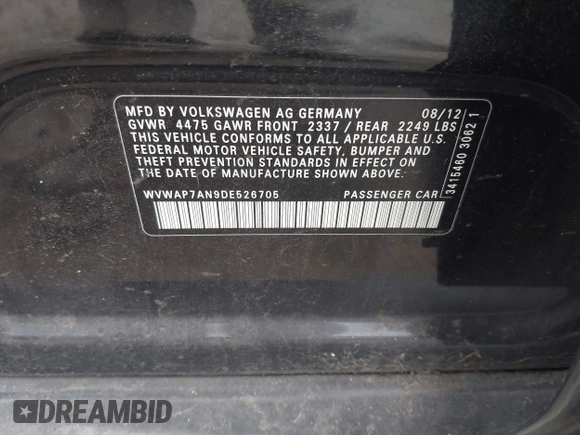 MFD BY VOLKSWAGEN AG GERMANY 08/12
GVWR 4475 GAWR FRONT 2337 / REAR 2249 LBS
THIS VEHICLE CONFORMS TO ALL APPLICABLE U.S.
FEDERAL MOTOR VEHICLE SAFETY, BUMPER AND
THEFT PREVENTION STANDARDS IN EFFECT ON
THE DATE OF MANUFACTURE SHOWN ABOVE.
WVWAP7AN9DE526705 PASSENGER CAR
3415460 3062 1
DREAMBID